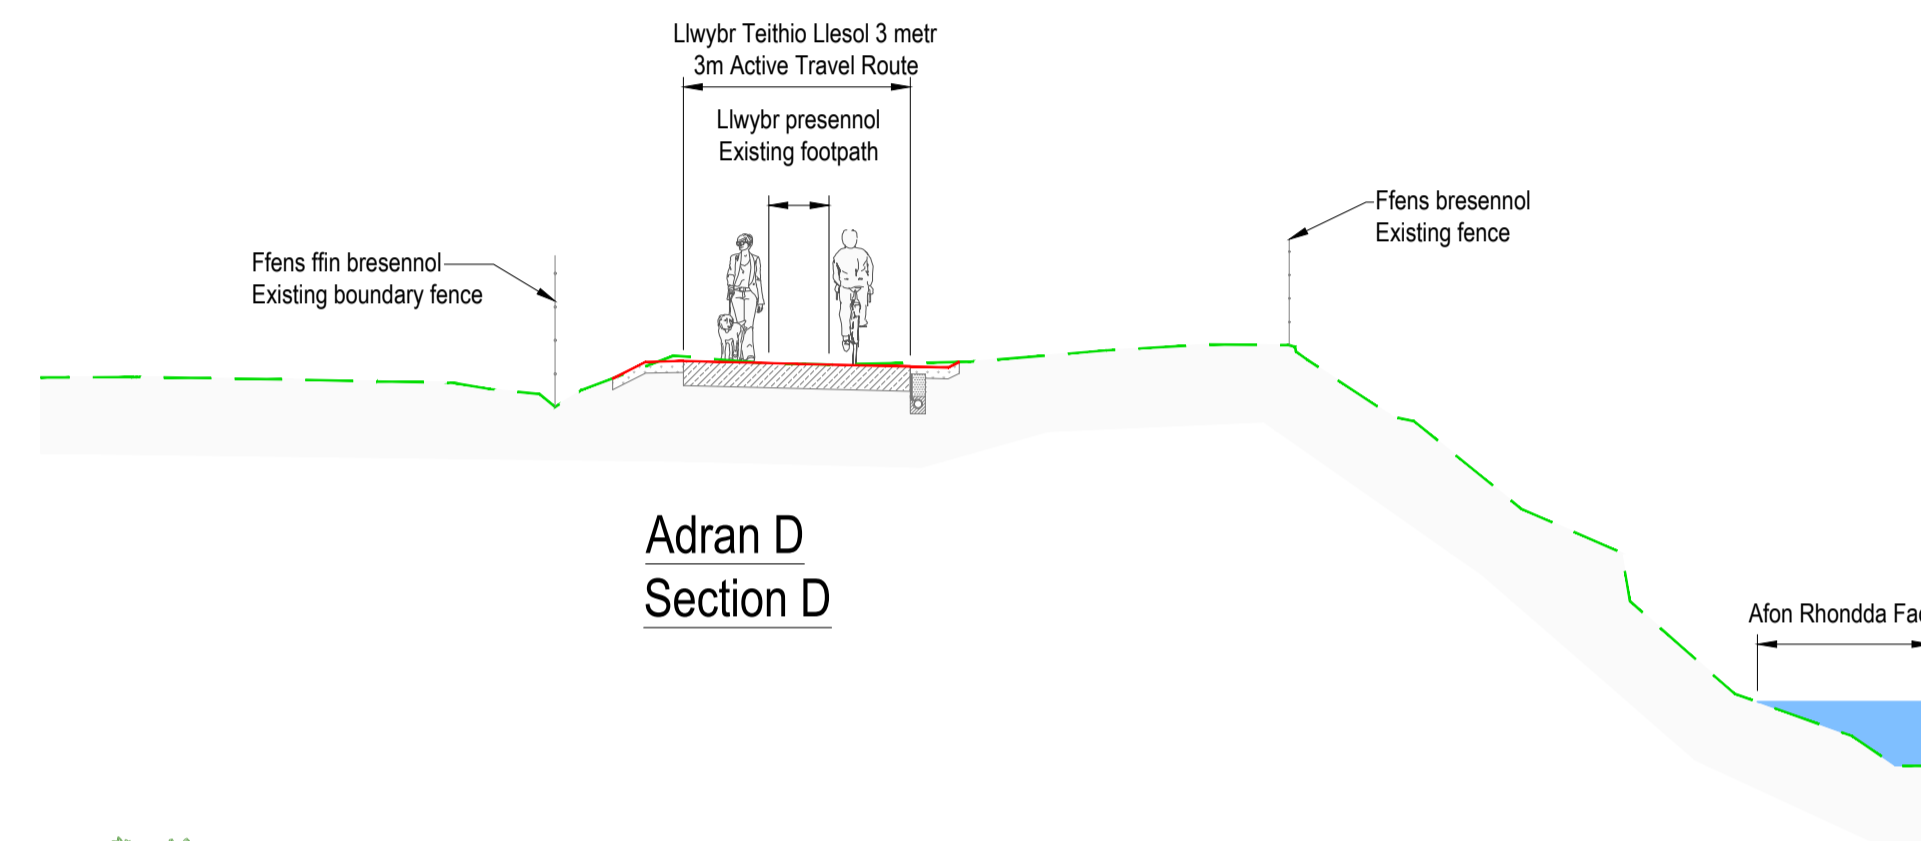 Llwybr Teithio Llesol 3 metr
3m Active Travel Route
Llwybr presennol
Existing footpath
Ffens bresennol
Existing fence
Ffens ffin bresennol
Existing boundary fence
Adran D
Section D
Afon Rhondda